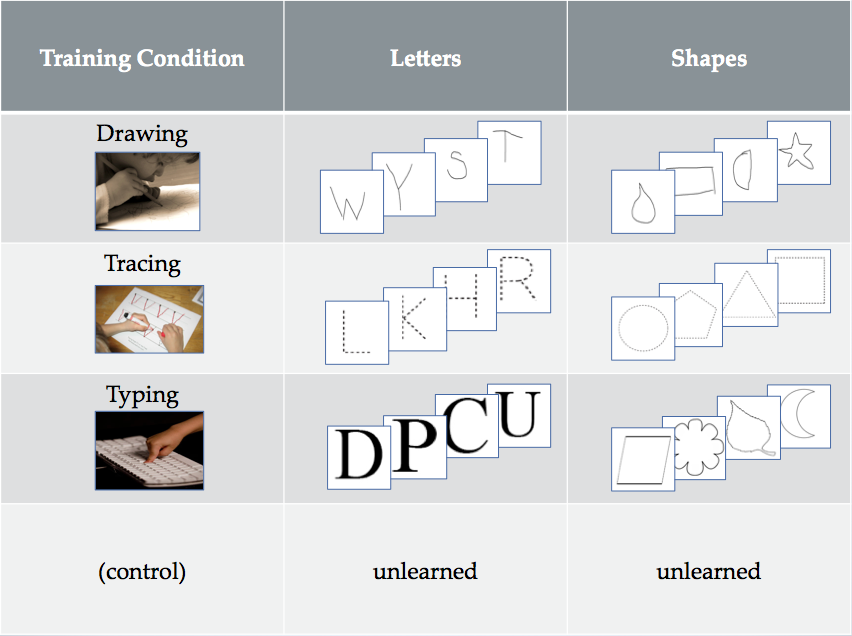 Training Condition Letters Shapes
Drawing
W Y S T
Tracing
L K H R
Typing
D P C U
(control) unlearned unlearned